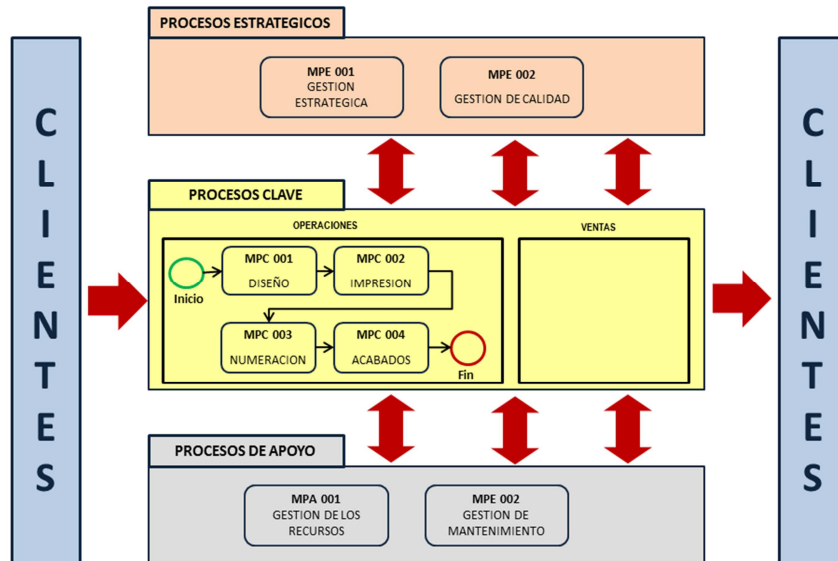 PROCESOS ESTRATEGICOS
MPE 001
GESTION
ESTRATEGICA
MPE 002
GESTION DE CALIDAD
CLIENTES
PROCESOS CLAVE
OPERACIONES
VENTAS
Inicio
MPC 001
DISEÑO
MPC 002
IMPRESION
MPC 003
NUMERACION
MPC 004
ACABADOS
Fin
CLIENTES
PROCESOS DE APOYO
MPA 001
GESTION DE LOS
RECURSOS
MPE 002
GESTION DE
MANTENIMIENTO